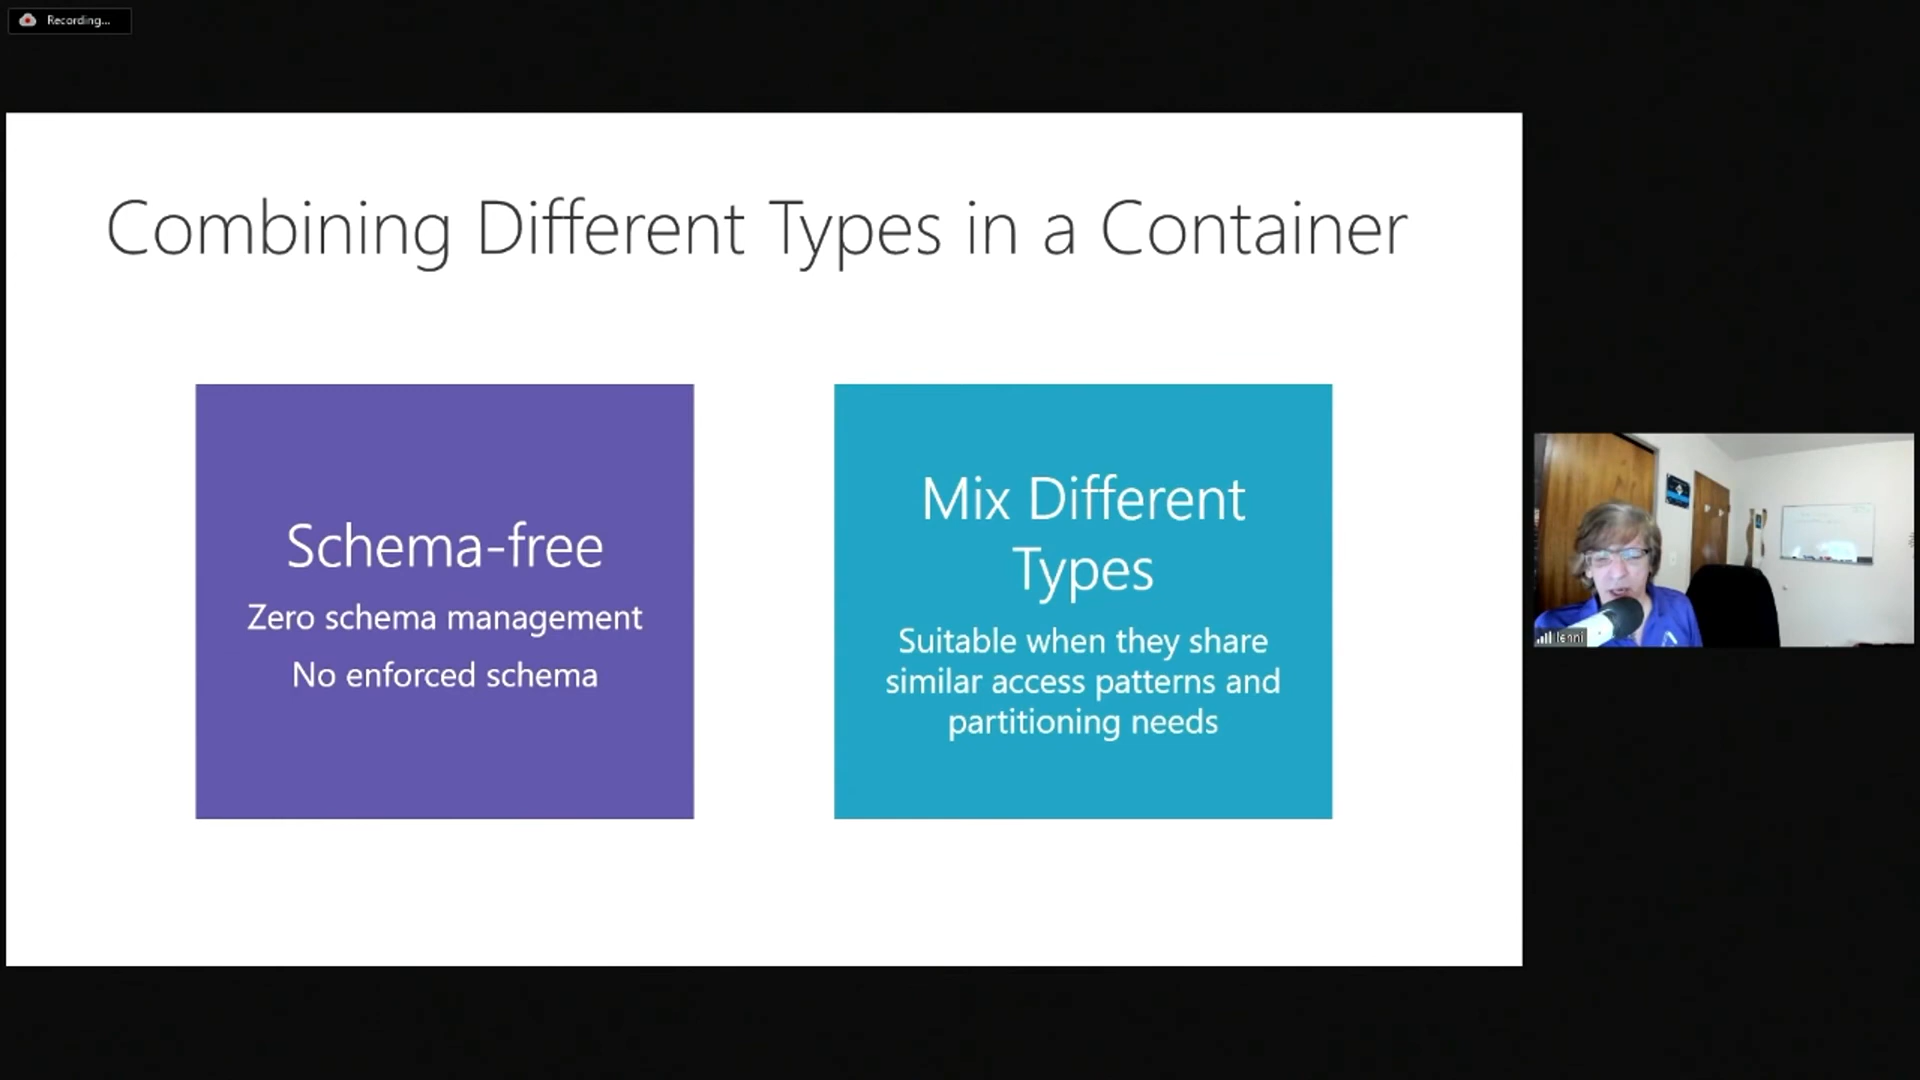 Recording...
Combining Different Types in a Container
Schema-free
Zero schema management
No enforced schema
Mix Different
Types
Suitable when they share
similar access patterns and
partitioning needs